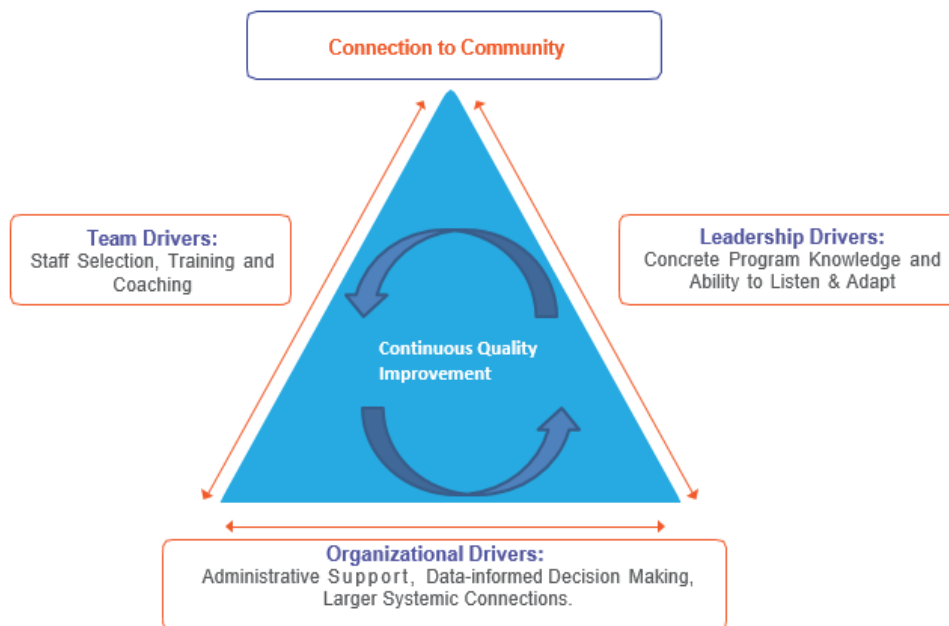 Connection to Community
Team Drivers:
Staff Selection, Training and
Coaching
Leadership Drivers:
Concrete Program Knowledge and
Ability to Listen & Adapt
Continuous Quality
Improvement
Organizational Drivers:
Administrative Support, Data-informed Decision Making,
Larger Systemic Connections.